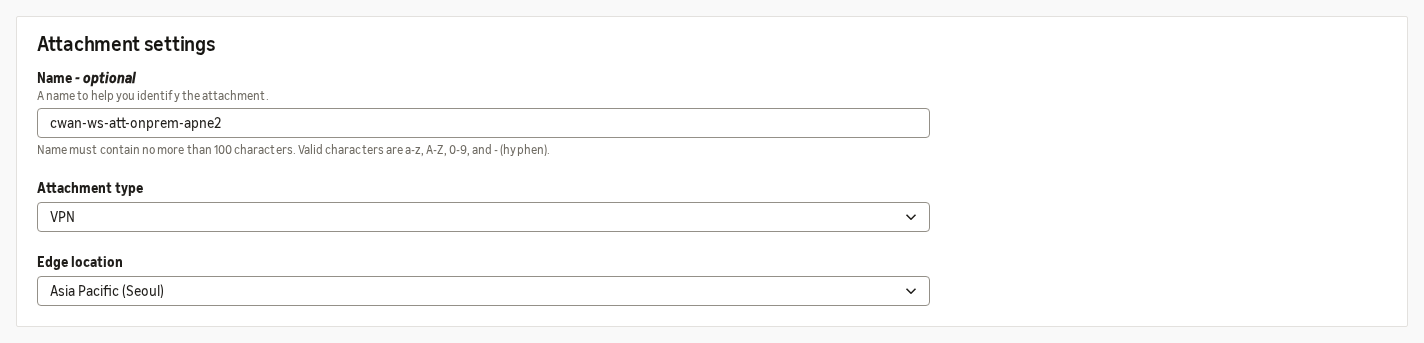 Attachment settings
Name - optional
A name to help you identify the attachment.
cwan-ws-att-onprem-apne2
Name must contain no more than 100 characters. Valid characters are a-z, A-Z, 0-9, and - (hyphen).
Attachment type
VPN
Edge location
Asia Pacific (Seoul)